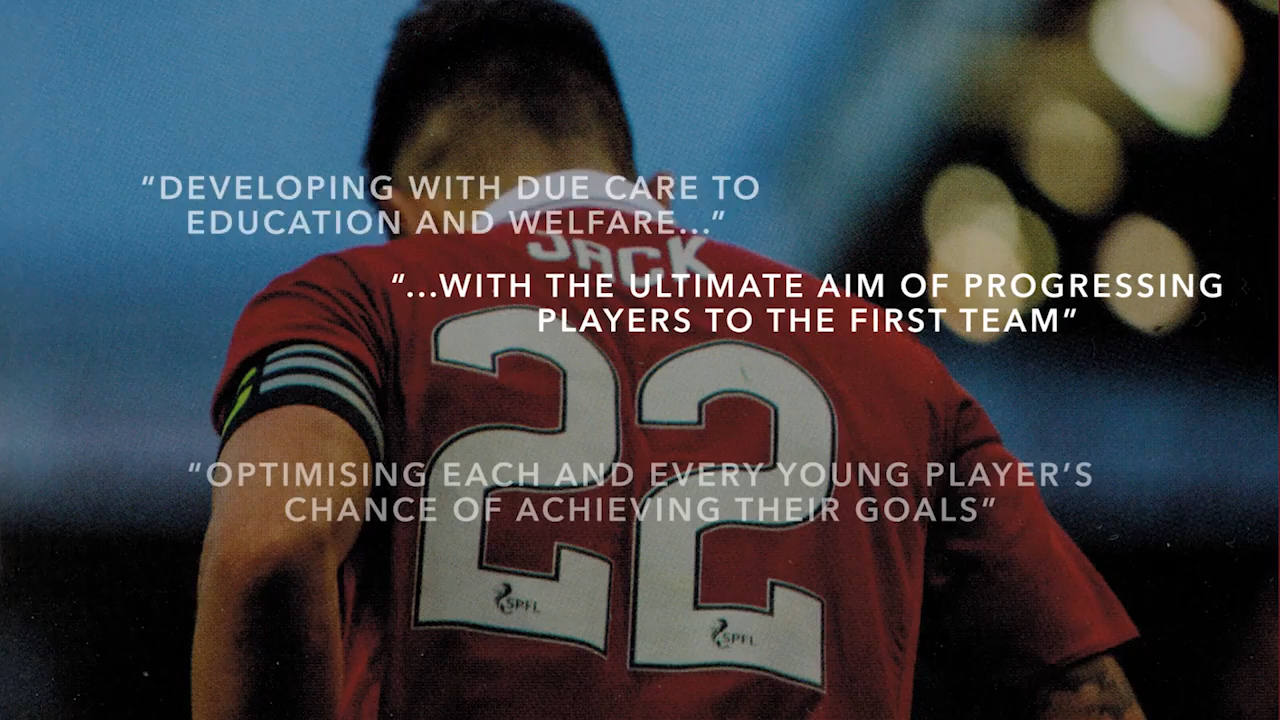 “DEVELOPING WITH DUE CARE TO
EDUCATION AND WELFARE...”
JACK
“...WITH THE ULTIMATE AIM OF PROGRESSING
PLAYERS TO THE FIRST TEAM”
22
“OPTIMISING EACH AND EVERY YOUNG PLAYER’S
CHANCE OF ACHIEVING THEIR GOALS”
SPFL
SPFL